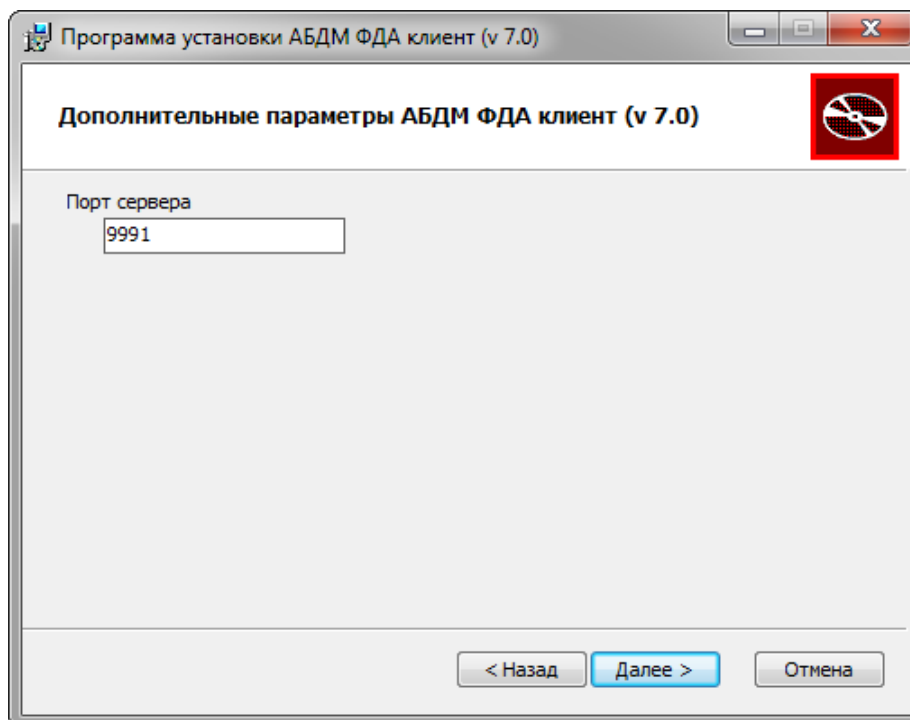 Программа установки АБДМ ФДА клиент (v 7.0)
Дополнительные параметры АБДМ ФДА клиент (v 7.0)
Порт сервера
9991
< Назад Далее > Отмена